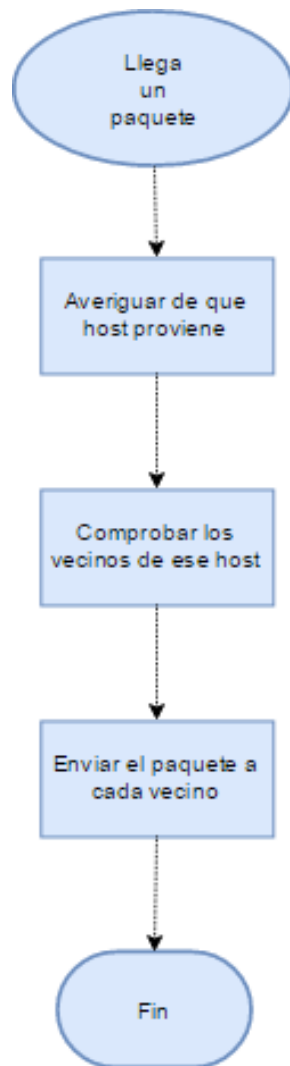 Llega
un
paquete
Averiguar de que
host proviene
Comprobar los
vecinos de ese host
Enviar el paquete a
cada vecino
Fin